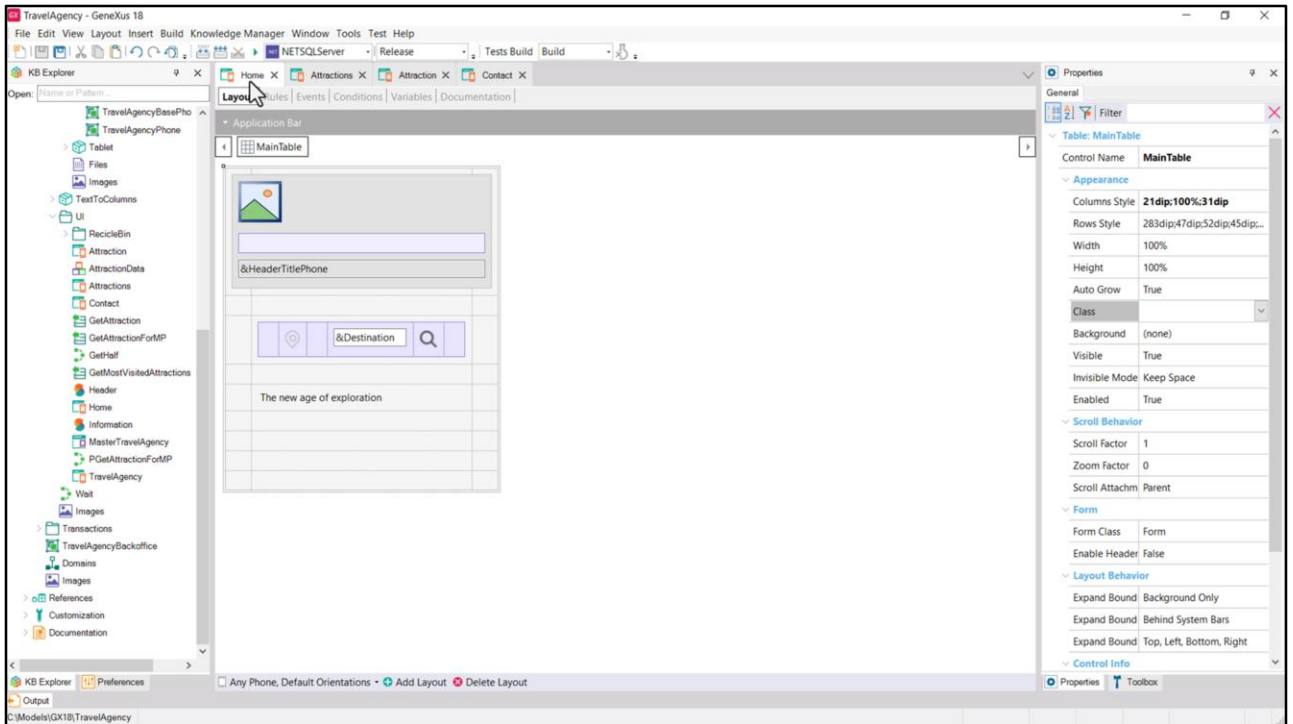 TravelAgency - GeneXus 18
File Edit View Layout Insert Build Knowledge Manager Window Tools Test Help
NETSQLServer Release Tests Build Build
KB Explorer
Open: Name or Pattern...
TravelAgencyBasePho
TravelAgencyPhone
Tablet
Files
Images
TextToColumns
UI
RecicleBin
Attraction
AttractionData
Attractions
Contact
GetAttraction
GetAttractionForMP
GetHalf
GetMostVisitedAttractions
Header
Home
Information
MasterTravelAgency
PGetAttractionForMP
TravelAgency
Wait
Images
Transactions
TravelAgencyBackoffice
Domains
Images
References
Customization
Documentation
KB Explorer Preferences
Output
C:\Models\GX18\TravelAgency
Home Attractions Attraction Contact
Layout Rules Events Conditions Variables Documentation
Application Bar
MainTable
&HeaderTitlePhone
&Destination
The new age of exploration
Any Phone, Default Orientations Add Layout Delete Layout
Properties
General
Filter
Table: MainTable
Control Name MainTable
Appearance
Columns Style 21dip;100%;31dip
Rows Style 283dip;47dip;52dip;45dip;...
Width 100%
Height 100%
Auto Grow True
Class
Background (none)
Visible True
Invisible Mode Keep Space
Enabled True
Scroll Behavior
Scroll Factor 1
Zoom Factor 0
Scroll Attachm Parent
Form
Form Class Form
Enable Header False
Layout Behavior
Expand Bound Background Only
Expand Bound Behind System Bars
Expand Bound Top, Left, Bottom, Right
Control Info
Properties Toolbox